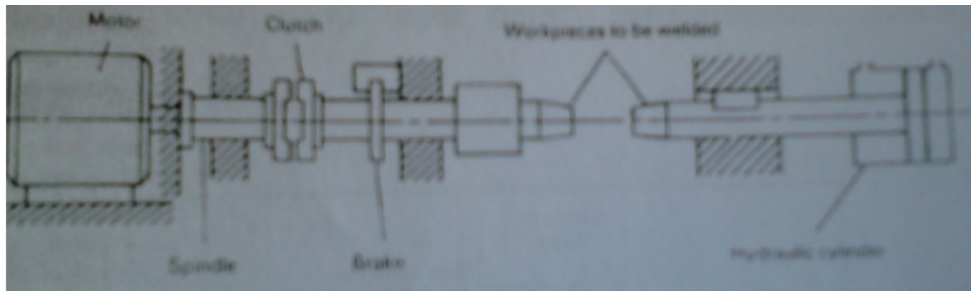 Motor
Clutch
Workpieces to be welded
Spindle
Brake
Hydraulic cylinder